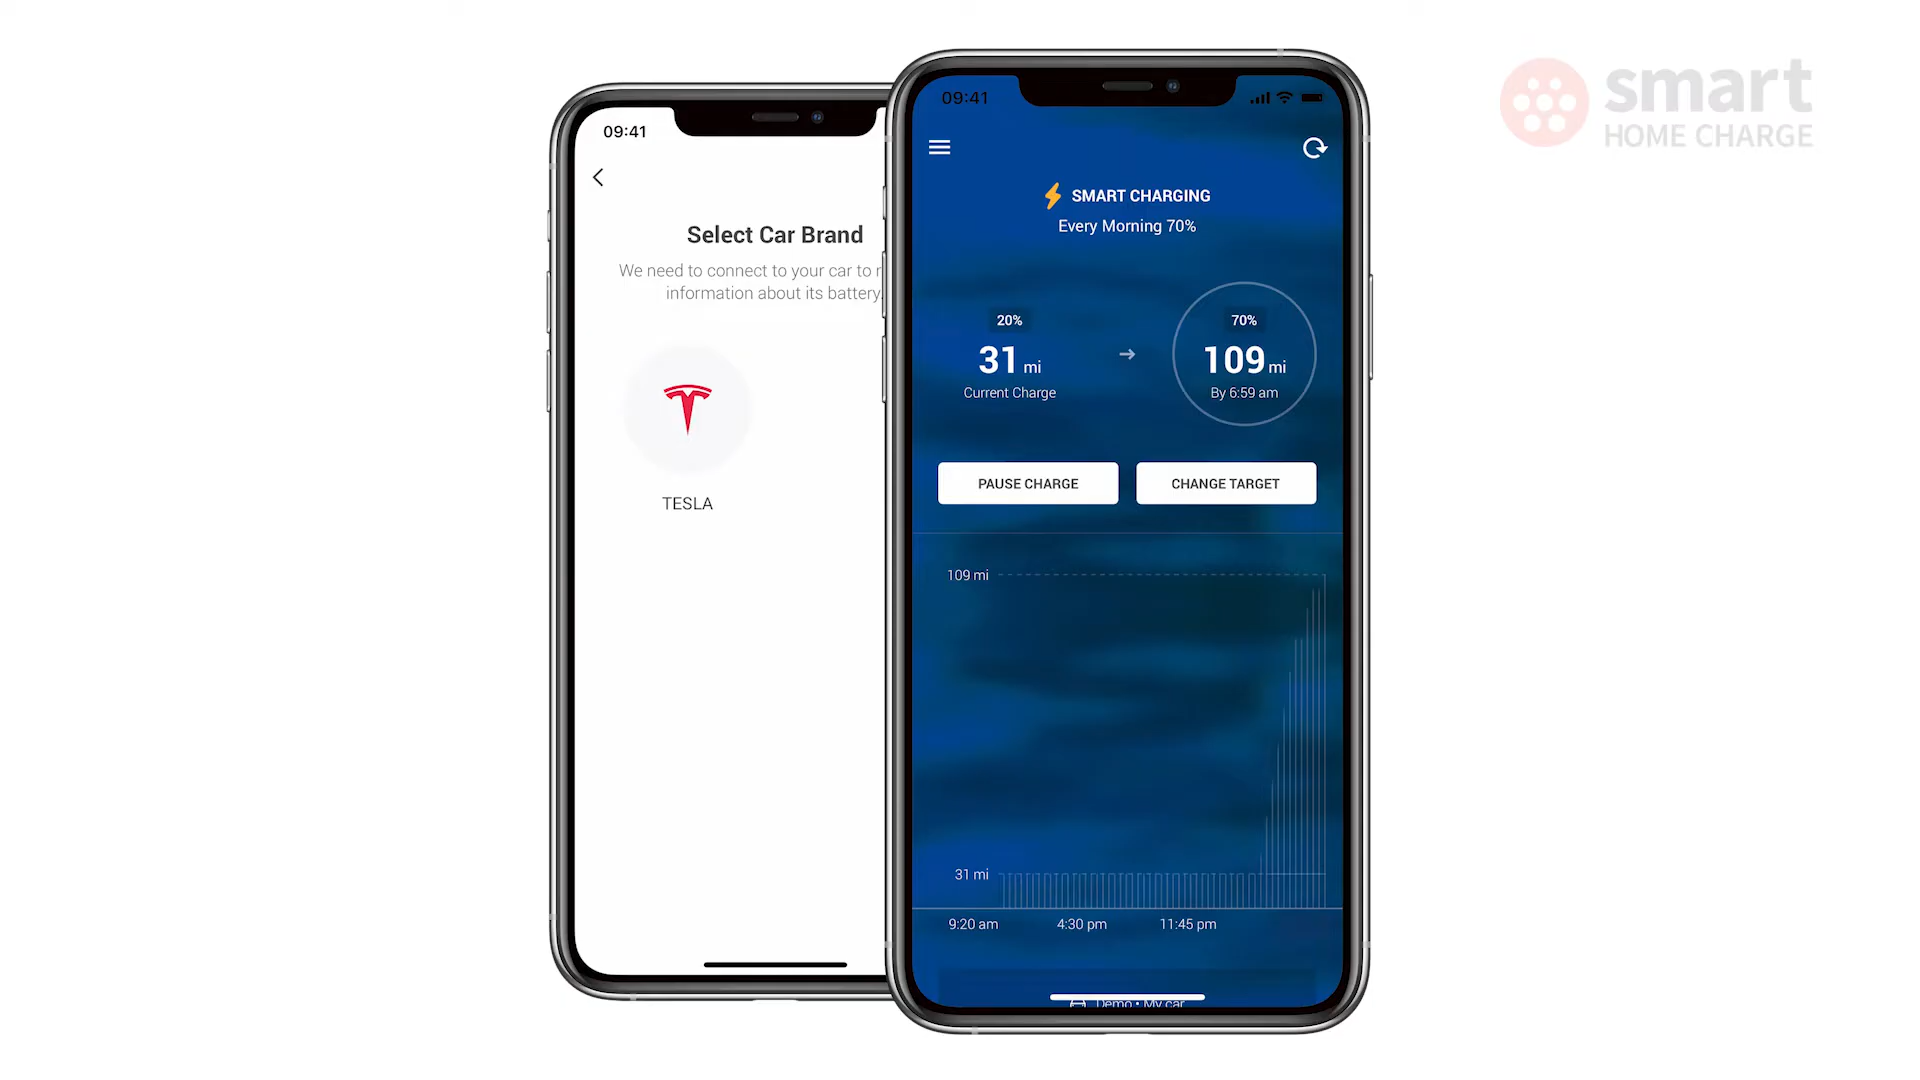 smart
HOME CHARGE
09:41
Select Car Brand
We need to connect to your car to
information about its battery.
TESLA
09:41
SMART CHARGING
Every Morning 70%
20%
31 mi
Current Charge
70%
109 mi
By 6:59 am
PAUSE CHARGE
CHANGE TARGET
109 mi
31 mi
9:20 am
4:30 pm
11:45 pm
Demo • My car